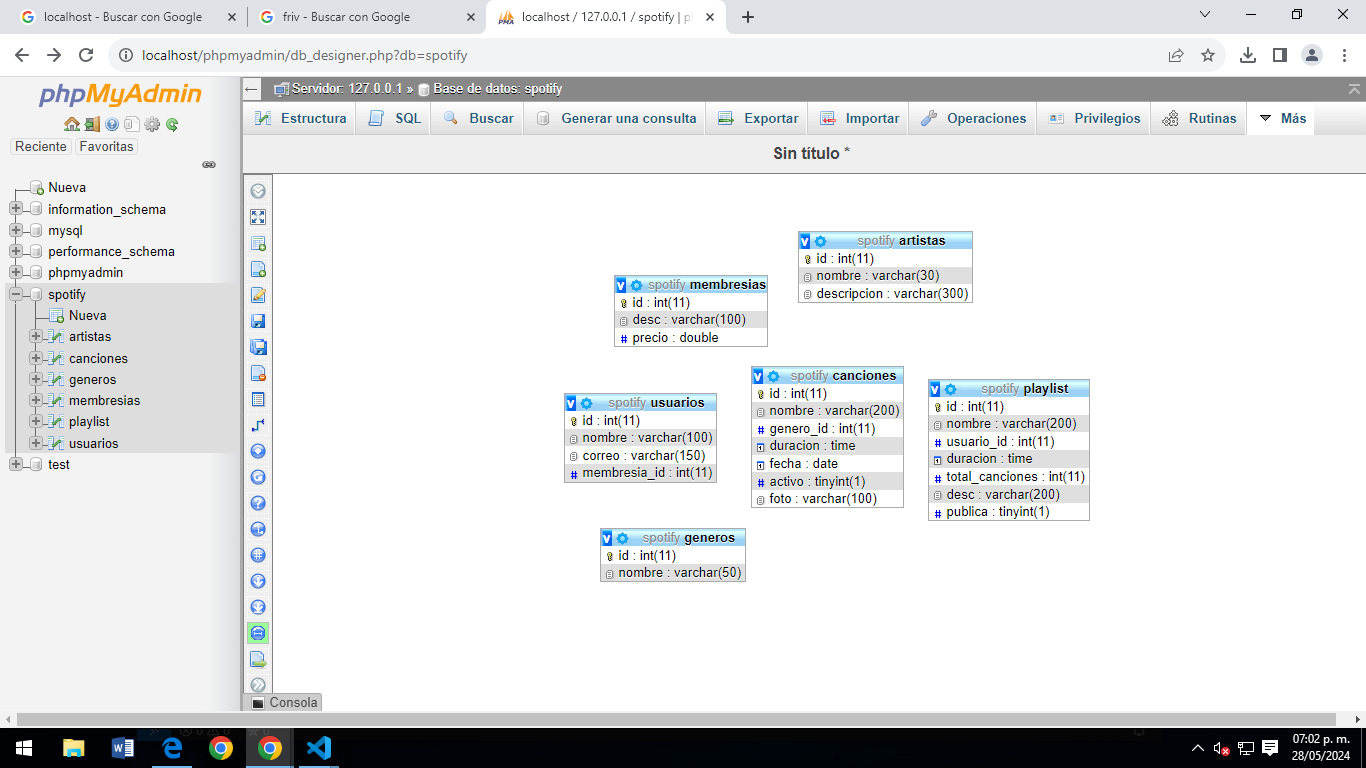 localhost - Buscar con Google
friv - Buscar con Google
localhost / 127.0.0.1 / spotify | p
localhost/phpmyadmin/db_designer.php?db=spotify
phpMyAdmin
Reciente
Favoritas
Nueva
information_schema
mysql
performance_schema
phpmyadmin
spotify
Nueva
artistas
canciones
generos
membresias
playlist
usuarios
test
Servidor: 127.0.0.1 » Base de datos: spotify
Estructura
SQL
Buscar
Generar una consulta
Exportar
Importar
Operaciones
Privilegios
Rutinas
Más
Sin título *
spotify artistas
id : int(11)
nombre : varchar(30)
descripcion : varchar(300)
spotify membresias
id : int(11)
desc : varchar(100)
precio : double
spotify canciones
id : int(11)
nombre : varchar(200)
genero_id : int(11)
duracion : time
fecha : date
activo : tinyint(1)
foto : varchar(100)
spotify playlist
id : int(11)
nombre : varchar(200)
usuario_id : int(11)
duracion : time
total_canciones : int(11)
desc : varchar(200)
publica : tinyint(1)
spotify usuarios
id : int(11)
nombre : varchar(100)
correo : varchar(150)
membresia_id : int(11)
spotify generos
id : int(11)
nombre : varchar(50)
Consola
07:02 p. m.
28/05/2024